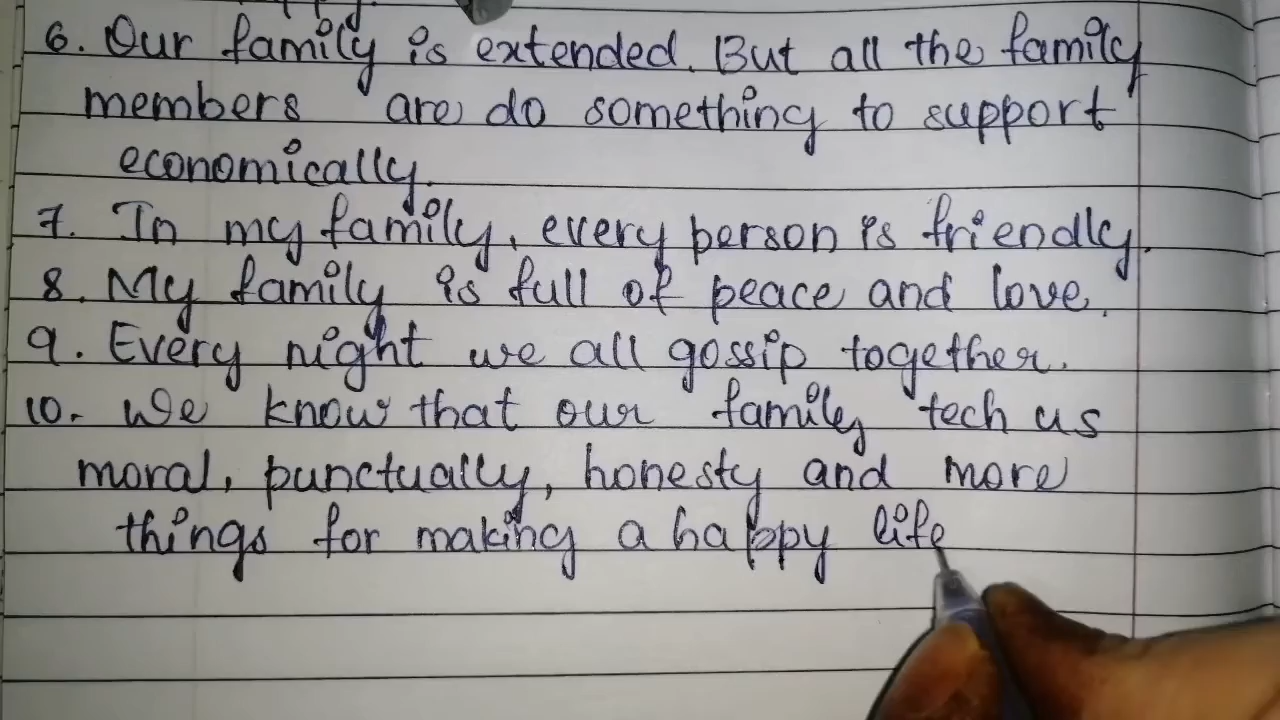 6. Our family is extended. But all the family
members are do something to support
economically.
7. In my family, every person is friendly.
8. My family is full of peace and love.
9. Every night we all gossip together.
10. We know that our family tech us
moral, punctually, honesty and more
things for making a happy life